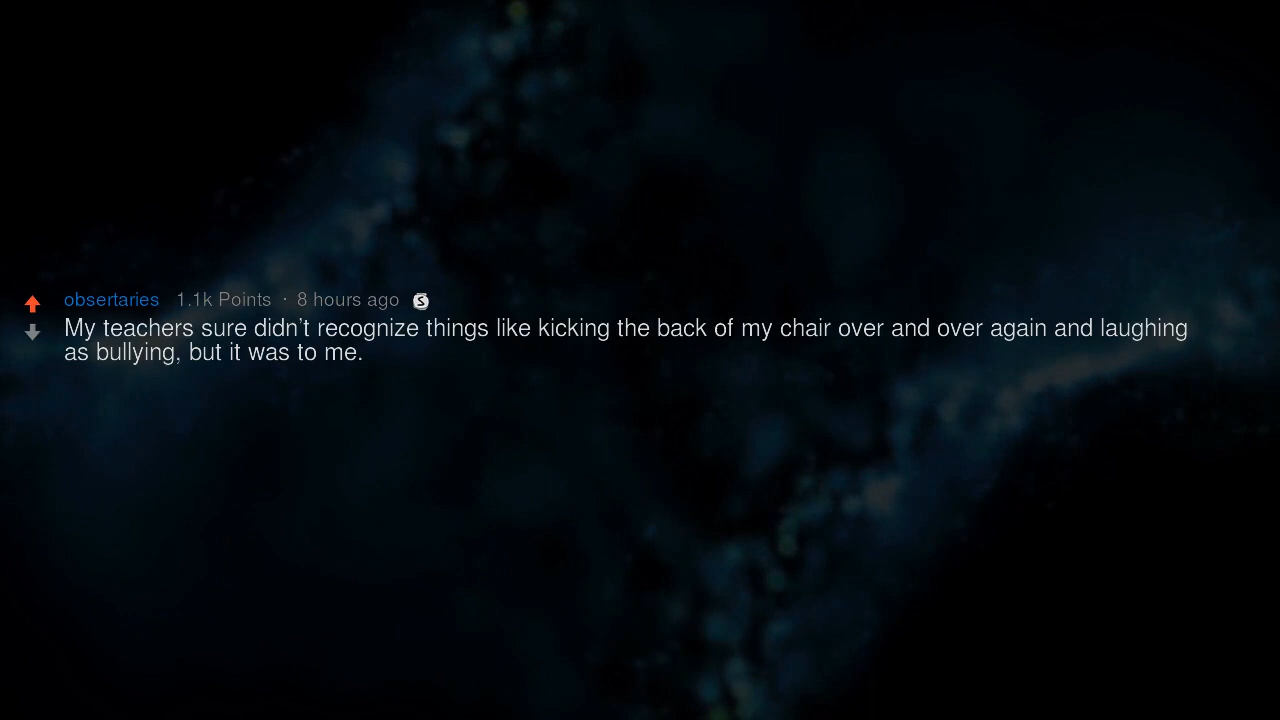 obsertaries 1.1k Points · 8 hours ago S
My teachers sure didn't recognize things like kicking the back of my chair over and over again and laughing
as bullying, but it was to me.